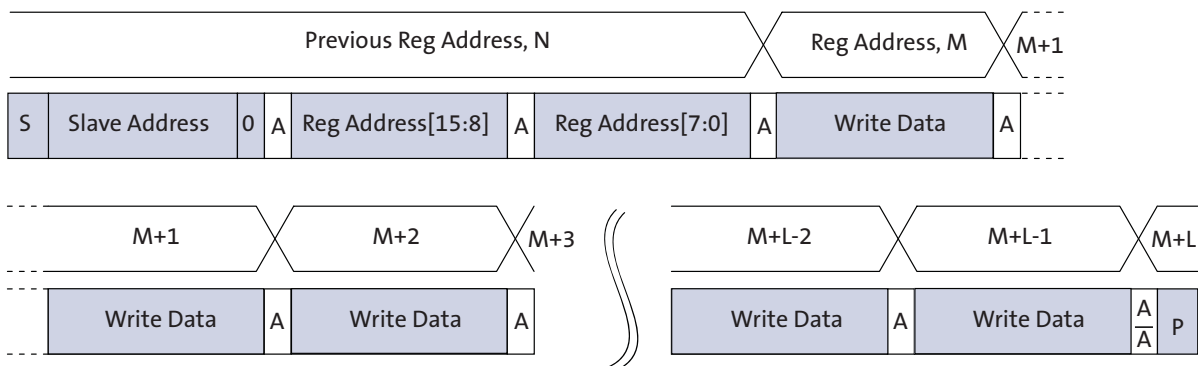 Previous Reg Address, N Reg Address, M M+1
S Slave Address 0 A Reg Address[15:8] A Reg Address[7:0] A Write Data A
M+1 M+2 M+3 M+L-2 M+L-1 M+L
Write Data A Write Data A Write Data A Write Data A/A̅ P